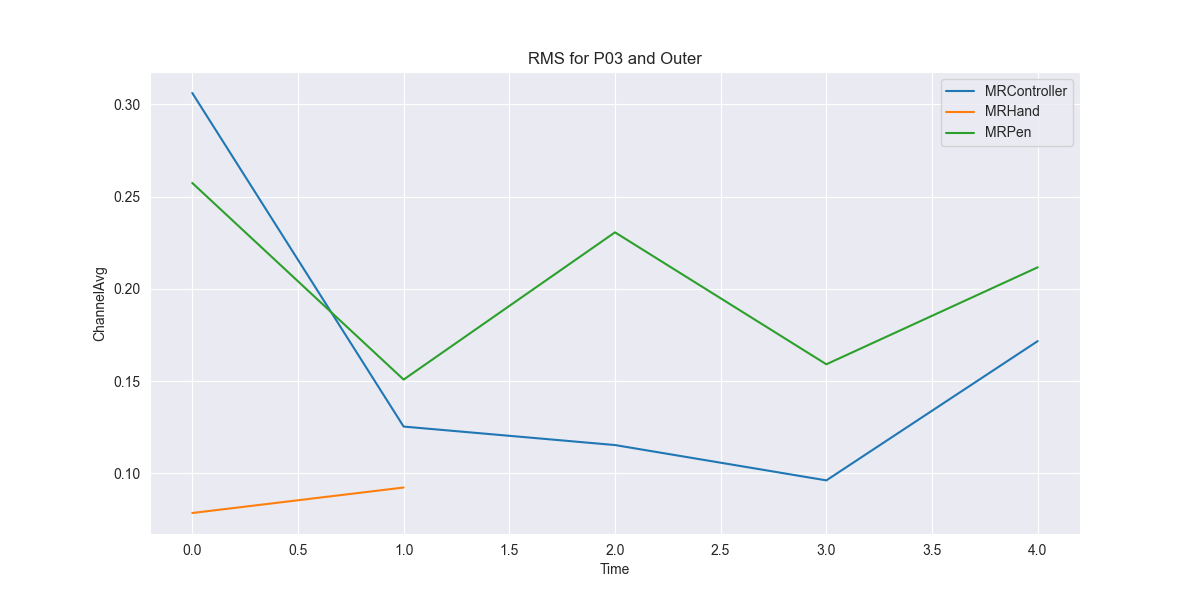 RMS for P03 and Outer
MRController
MRHand
MRPen
0.30
0.25
0.20
0.15
0.10
ChannelAvg
0.0 0.5 1.0 1.5 2.0 2.5 3.0 3.5 4.0
Time